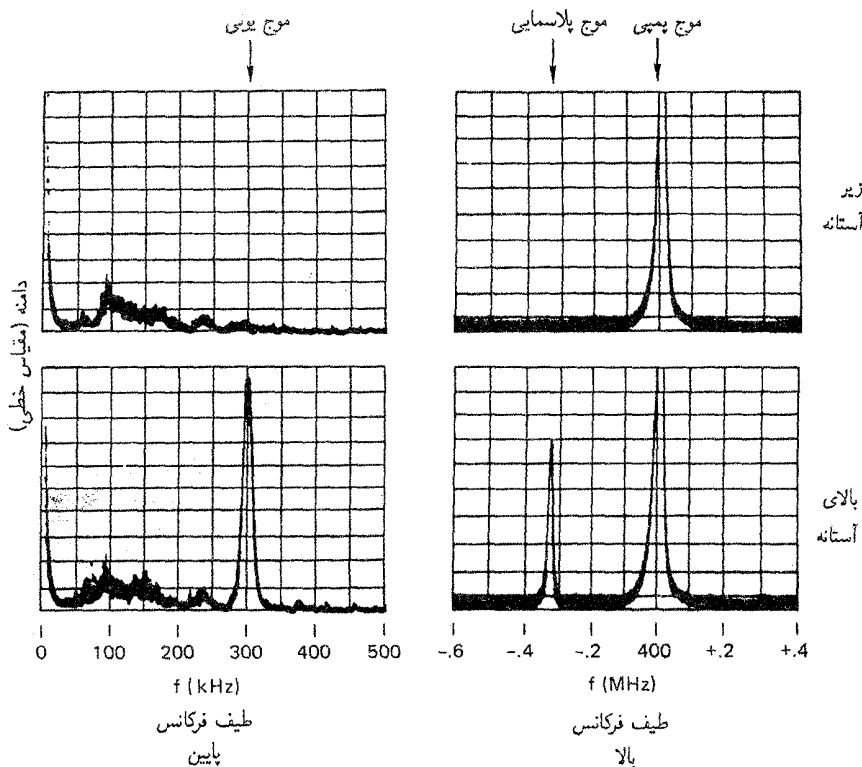 موج یونی
موج پلاسمایی
موج پمپی
زیر
آستانه
دامنه (مقیاس خطی)
بالای
آستانه
0 100 200 300 400 500
f (kHz)
طیف فرکانس
پایین
-.6 -.4 -.2 400 +.2 +.4
f (MHz)
طیف فرکانس
بالا